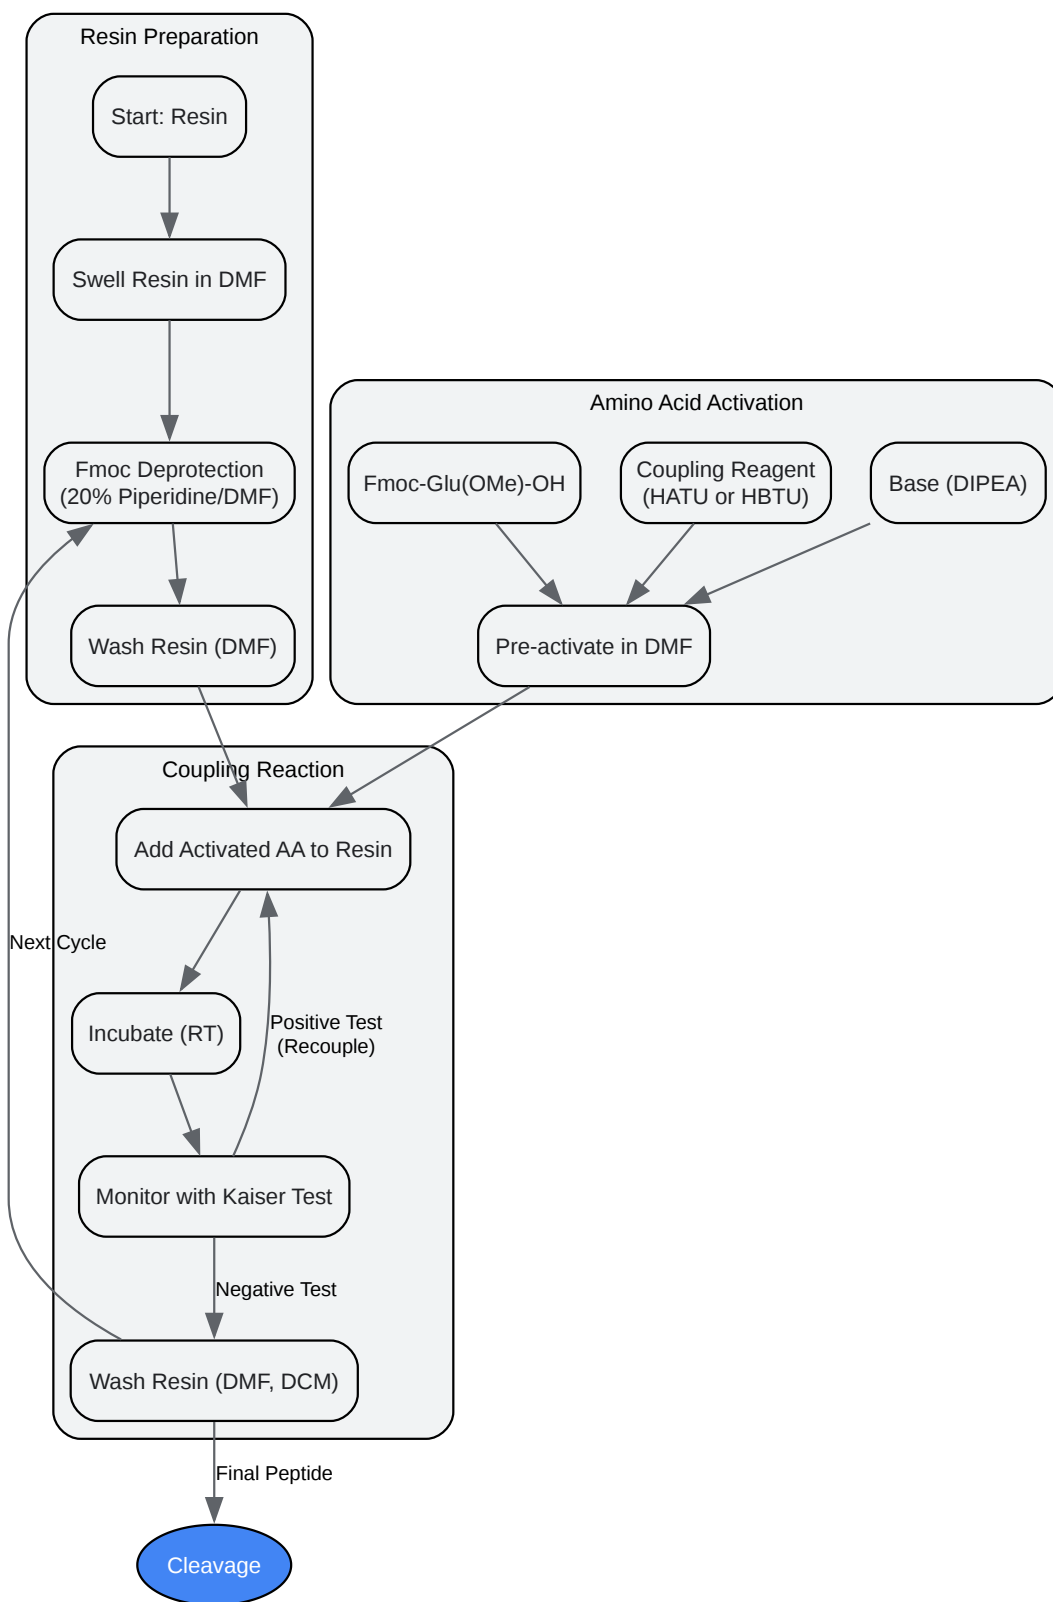 Resin Preparation
Start: Resin
Swell Resin in DMF
Fmoc Deprotection
(20% Piperidine/DMF)
Wash Resin (DMF)
Amino Acid Activation
Fmoc-Glu(OMe)-OH
Coupling Reagent
(HATU or HBTU)
Base (DIPEA)
Pre-activate in DMF
Coupling Reaction
Add Activated AA to Resin
Next Cycle
Incubate (RT)
Positive Test
(Recouple)
Monitor with Kaiser Test
Negative Test
Wash Resin (DMF, DCM)
Final Peptide
Cleavage